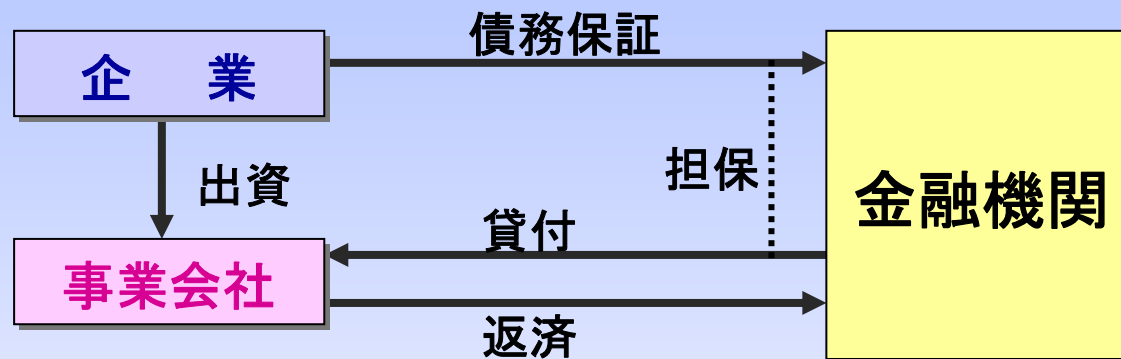 債務保証
企　業
担保
出資
金融機関
貸付
事業会社
返済